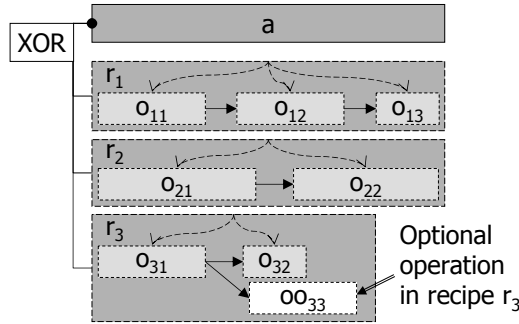 a
XOR
r₁
o₁₁ o₁₂ o₁₃
r₂
o₂₁ o₂₂
r₃
o₃₁ o₃₂
oo₃₃
Optional
operation
in recipe r₃